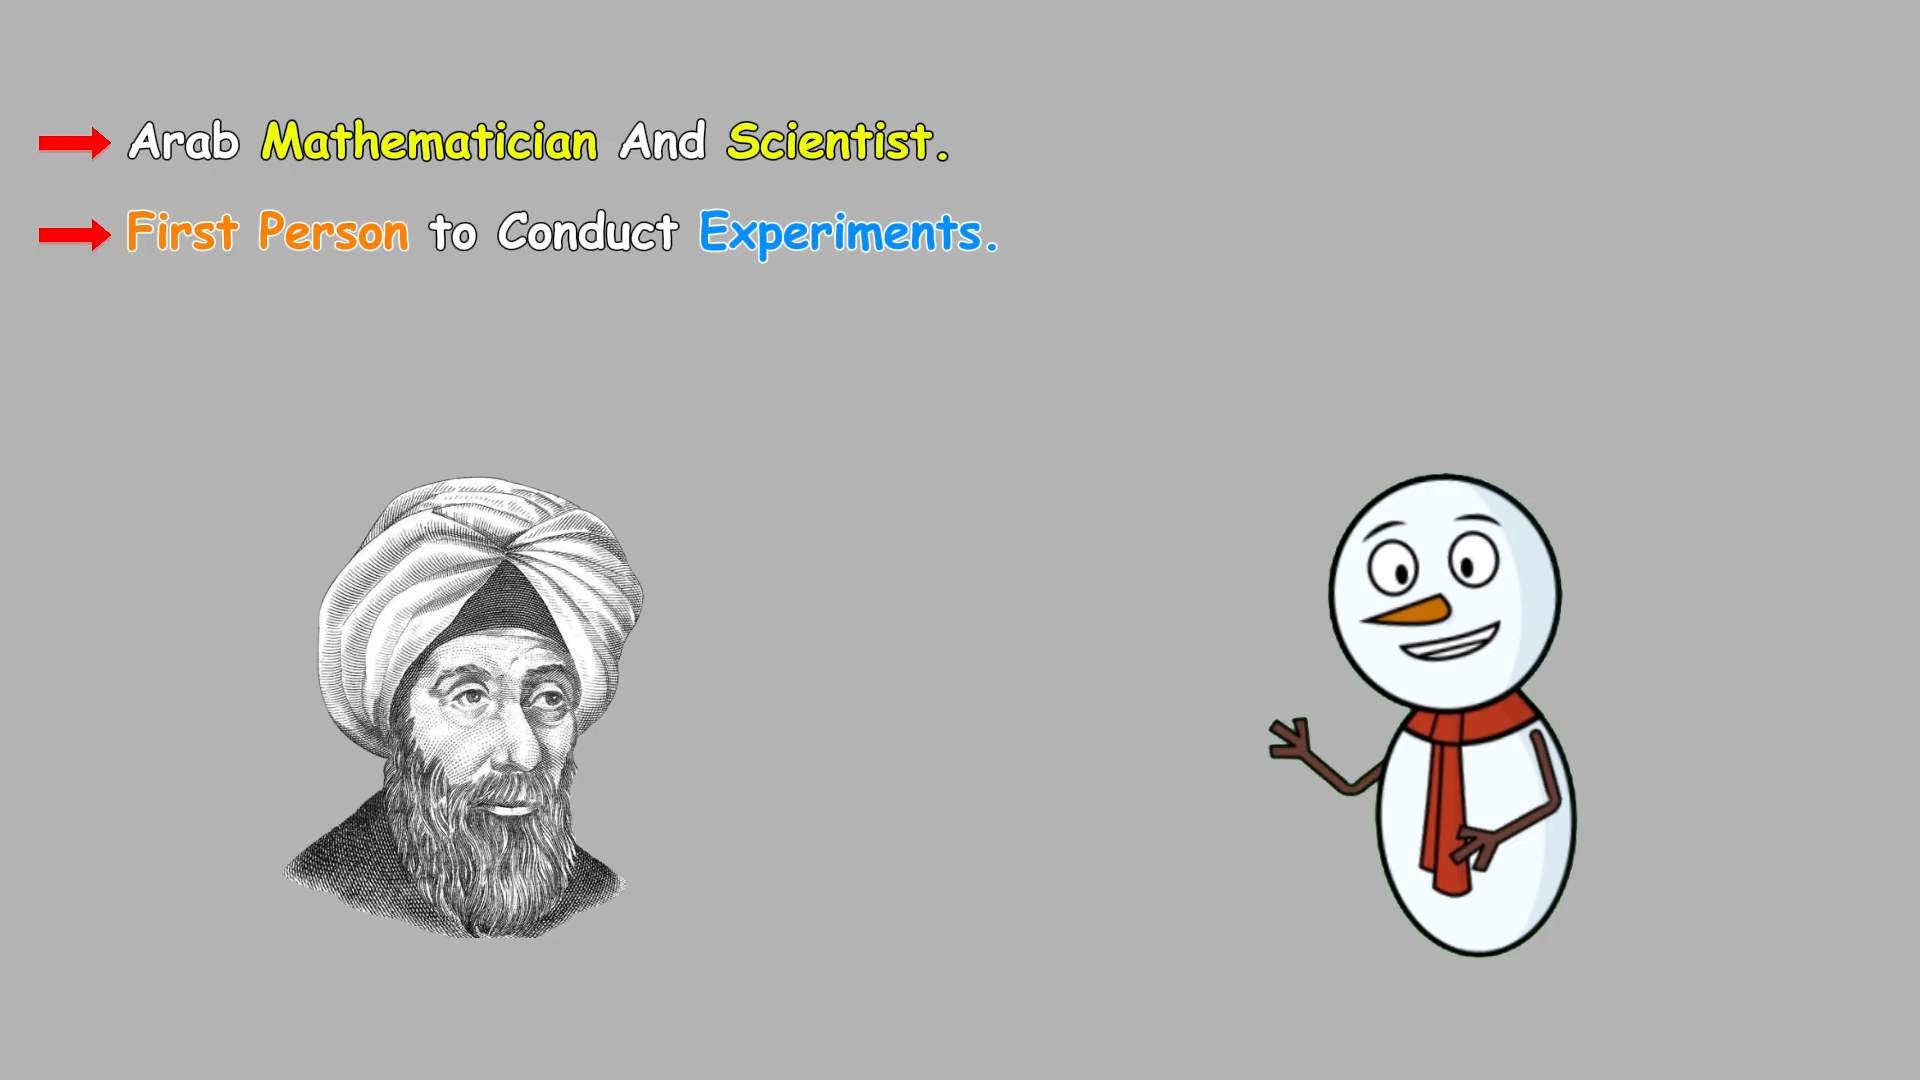 Arab Mathematician And Scientist.
First Person to Conduct Experiments.